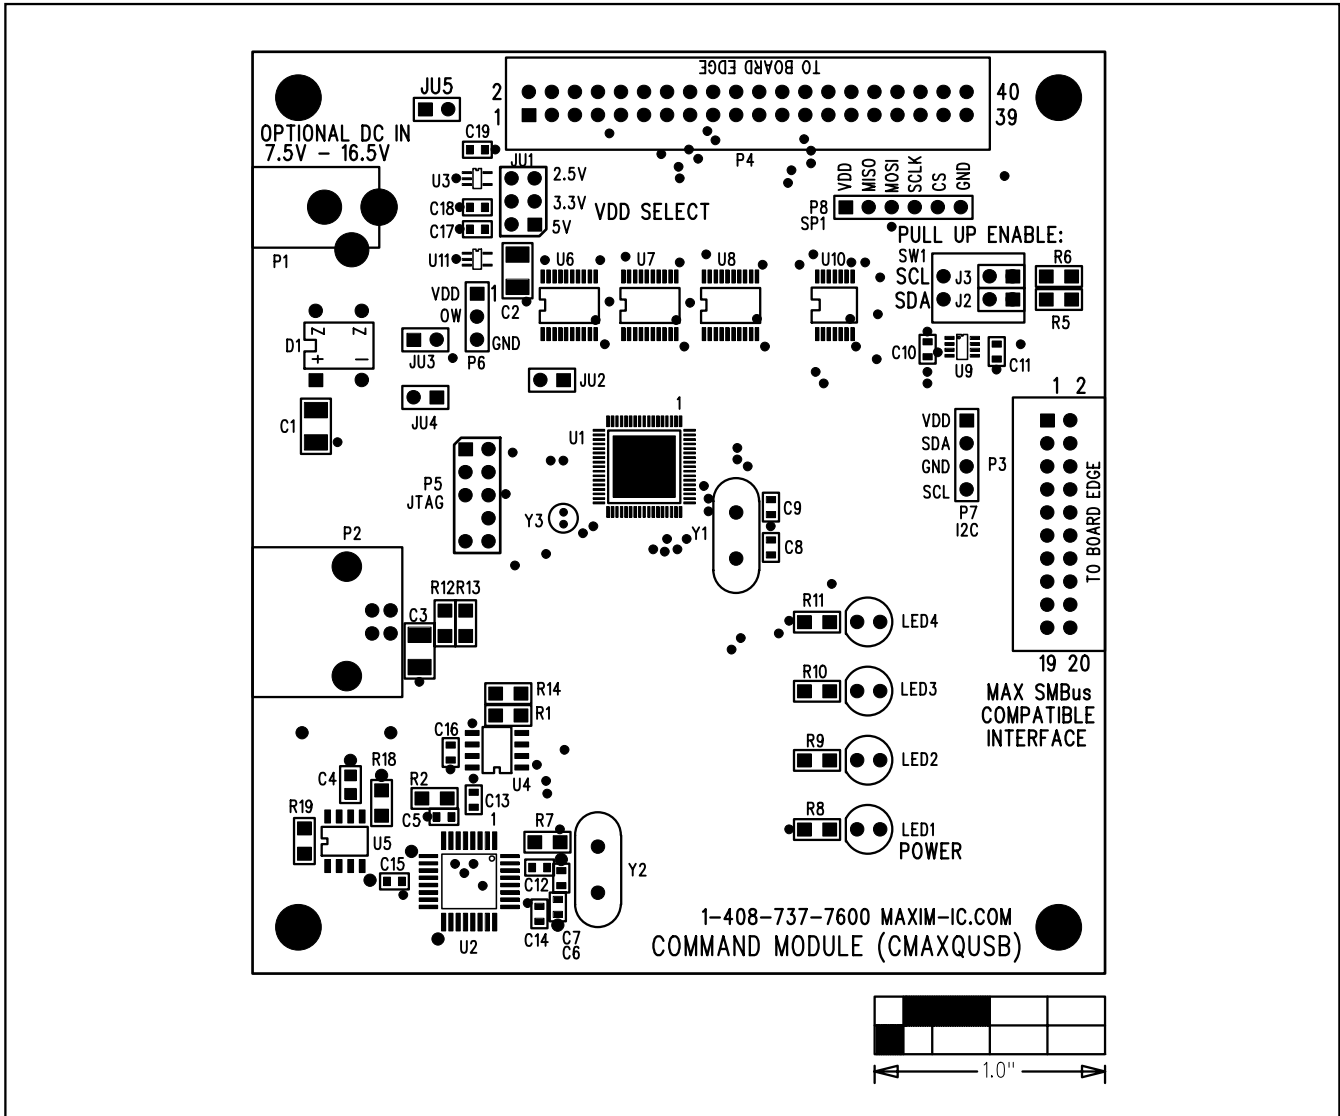 TO BOARD EDGE
JU5
2
40
1
39
OPTIONAL DC IN
7.5V - 16.5V
C19
P4
JU1
U3
2.5V
C18
3.3V
VDD SELECT
C17
5V
VDD
MISO
MOSI
SCLK
CS
GND
P8
SP1
PULL UP ENABLE:
P1
U11
U6
U7
U8
U10
SW1
SCL
J3
R6
SDA
J2
R5
VDD
1
OW
GND
C2
P6
D1
Z
Z
+
-
JU3
C10
U9
C11
JU2
JU4
C1
1 2
1
U1
VDD
SDA
GND
SCL
P3
P7
I2C
TO BOARD EDGE
P5
JTAG
Y3
Y1
C9
C8
P2
R12
R13
C3
R11
LED4
19 20
R10
LED3
MAX SMBus
COMPATIBLE
INTERFACE
R14
R1
C16
U4
R9
LED2
C4
R18
R2
C13
C5
1
R19
U5
R7
R8
LED1
POWER
C15
C12
Y2
U2
C14
C7
C6
1-408-737-7600 MAXIM-IC.COM
COMMAND MODULE (CMAXQUSB)
1.0"